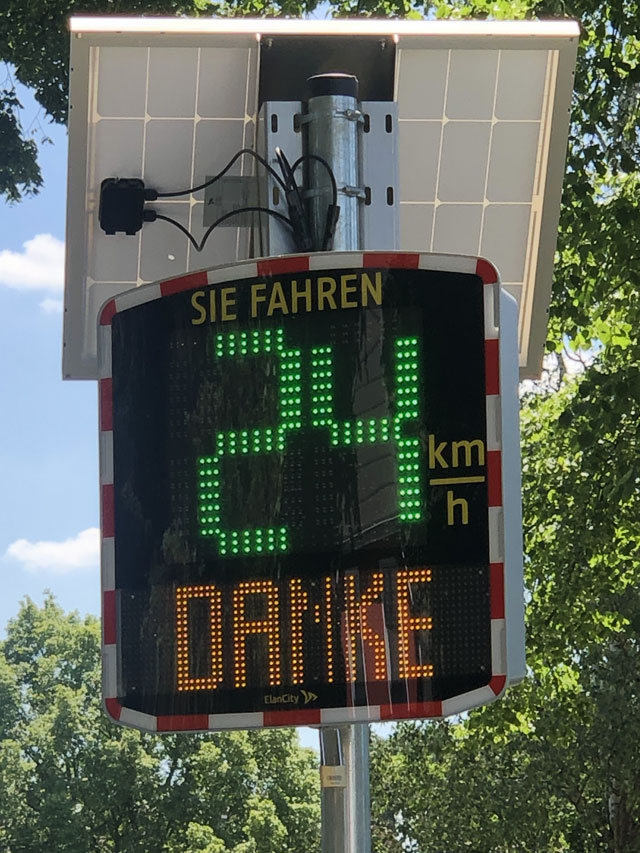 SIE FAHREN
24
km
h
DANKE
ElanCity